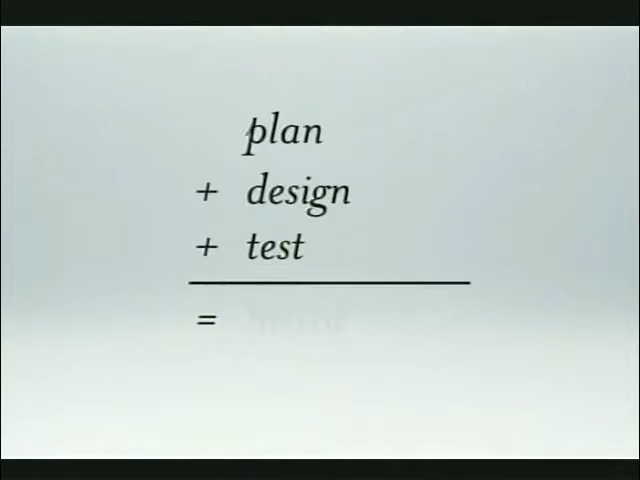 plan
+ design
+ test
=